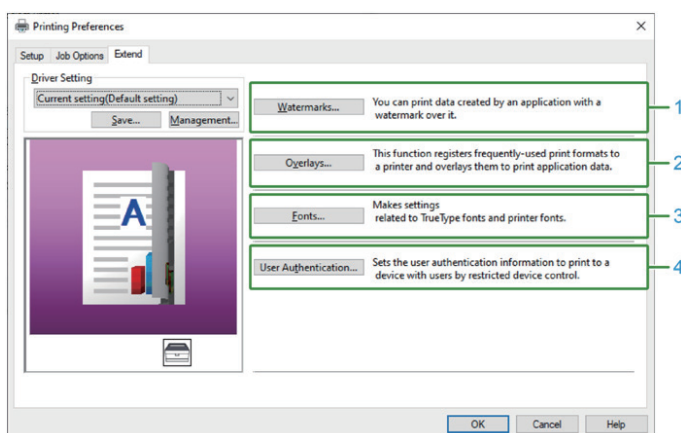 Printing Preferences
Setup Job Options Extend
Driver Setting
Current setting(Default setting)
Save... Management...
A
Watermarks... You can print data created by an application with a
watermark over it.
1
Overlays... This function registers frequently-used print formats to
a printer and overlays them to print application data.
2
Fonts... Makes settings
related to TrueType fonts and printer fonts.
3
User Authentication... Sets the user authentication information to print to a
device with users by restricted device control.
4
OK Cancel Help